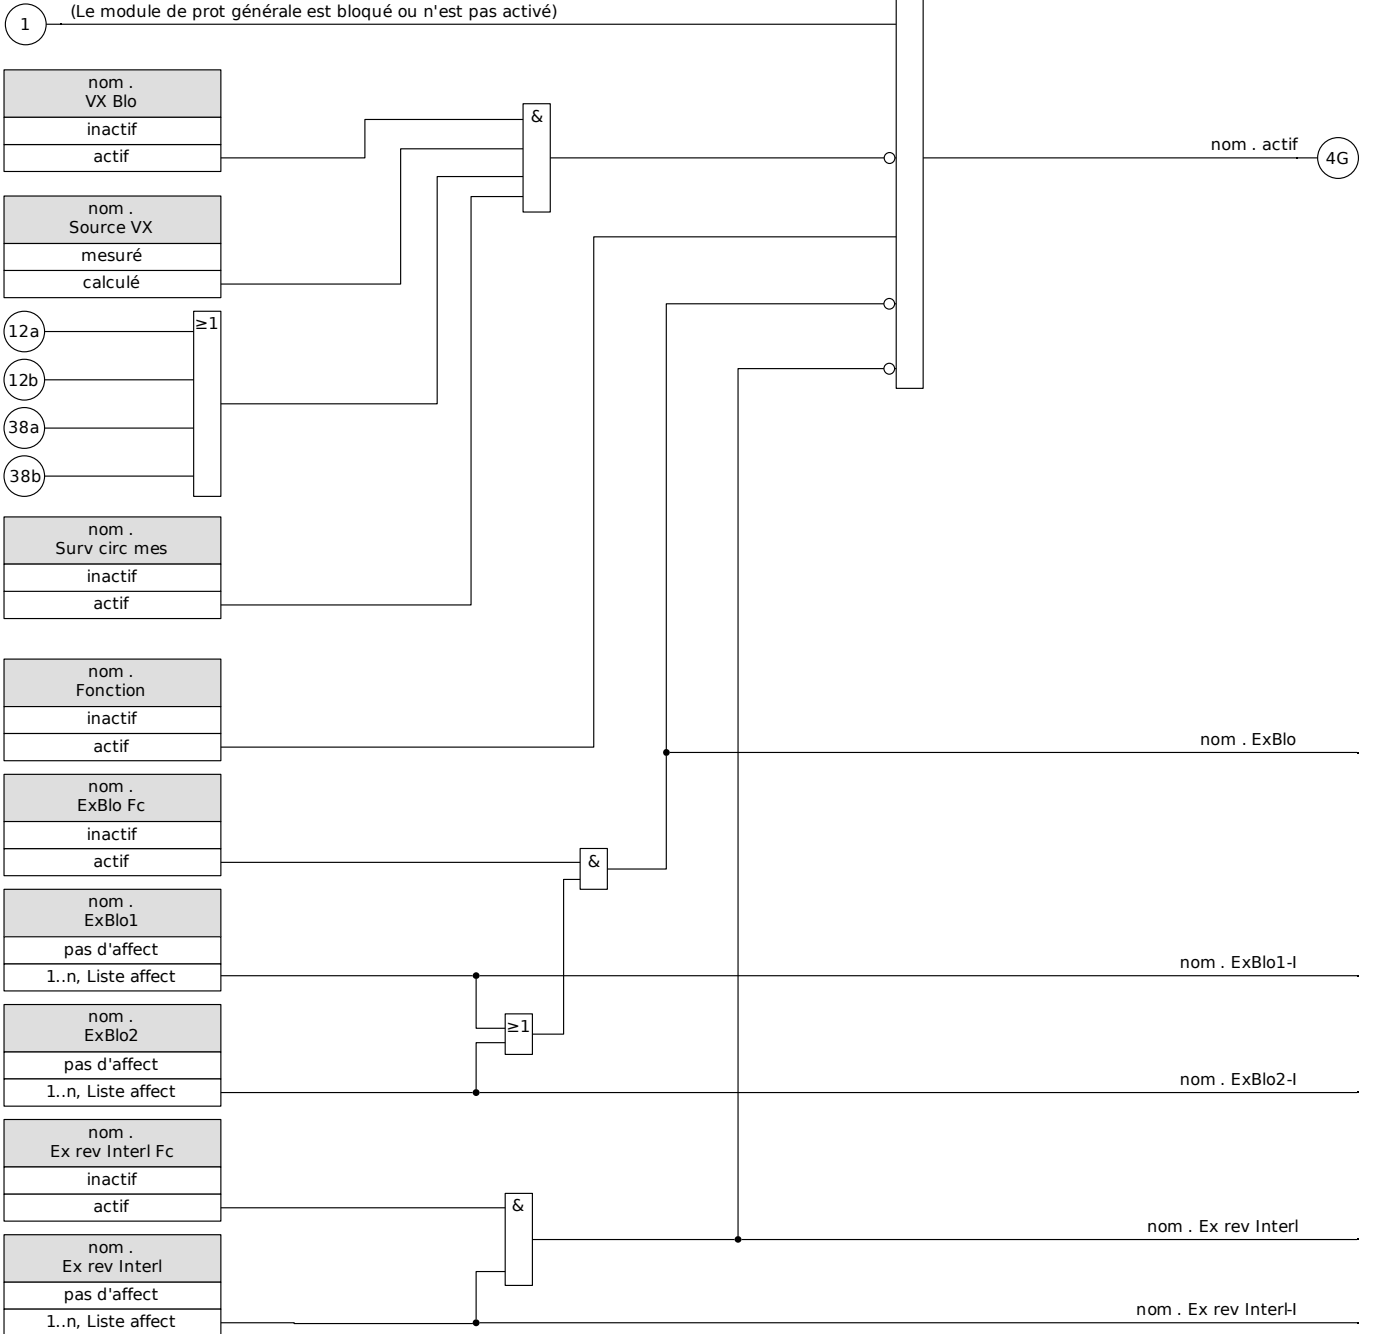 (Le module de prot générale est bloqué ou n'est pas activé)
1
nom .
VX Blo
inactif
actif
&
nom . actif
4G
nom .
Source VX
mesuré
calculé
≥1
12a
12b
38a
38b
nom .
Surv circ mes
inactif
actif
nom .
Fonction
inactif
actif
nom . ExBlo
nom .
ExBlo Fc
inactif
actif
&
nom .
ExBlo1
pas d'affect
1..n, Liste affect
nom . ExBlo1-I
nom .
ExBlo2
≥1
pas d'affect
1..n, Liste affect
nom . ExBlo2-I
nom .
Ex rev Interl Fc
inactif
actif
&
nom . Ex rev Interl
nom .
Ex rev Interl
pas d'affect
1..n, Liste affect
nom . Ex rev Interl-I